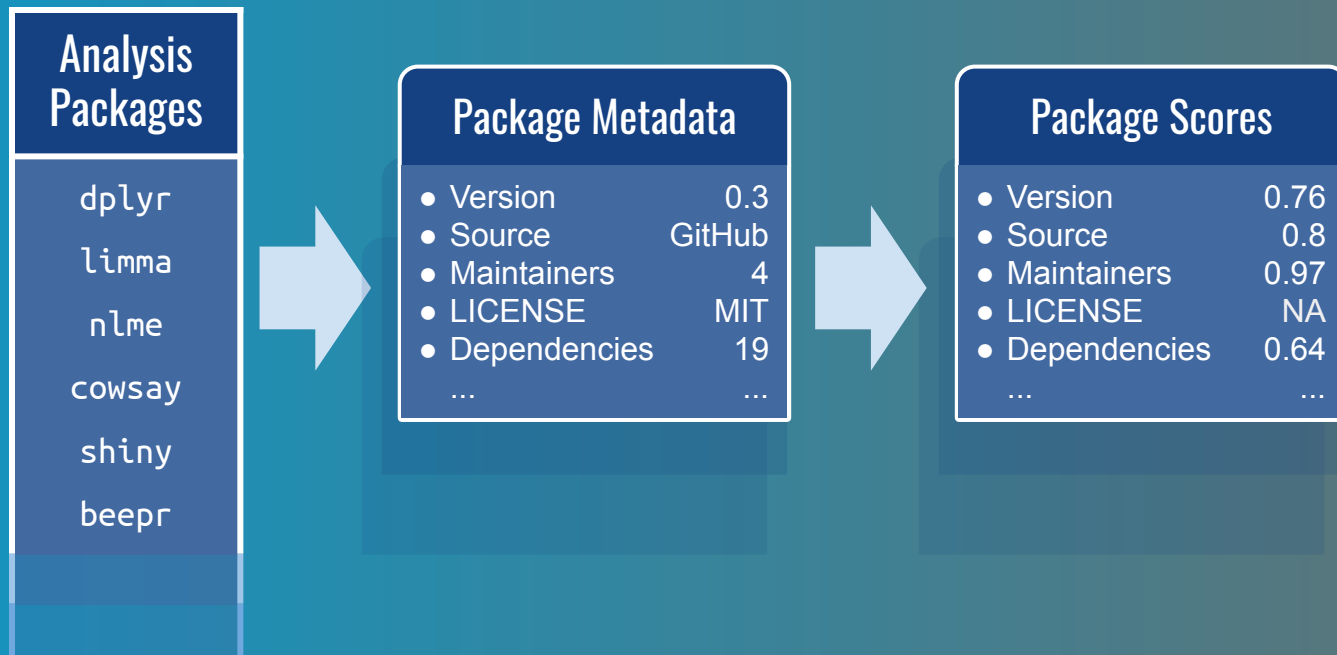 Analysis
Packages
dplyr
limma
nlme
cowsay
shiny
beepr
Package Metadata
● Version 0.3
● Source GitHub
● Maintainers 4
● LICENSE MIT
● Dependencies 19
... ...
Package Scores
● Version 0.76
● Source 0.8
● Maintainers 0.97
● LICENSE NA
● Dependencies 0.64
... ...